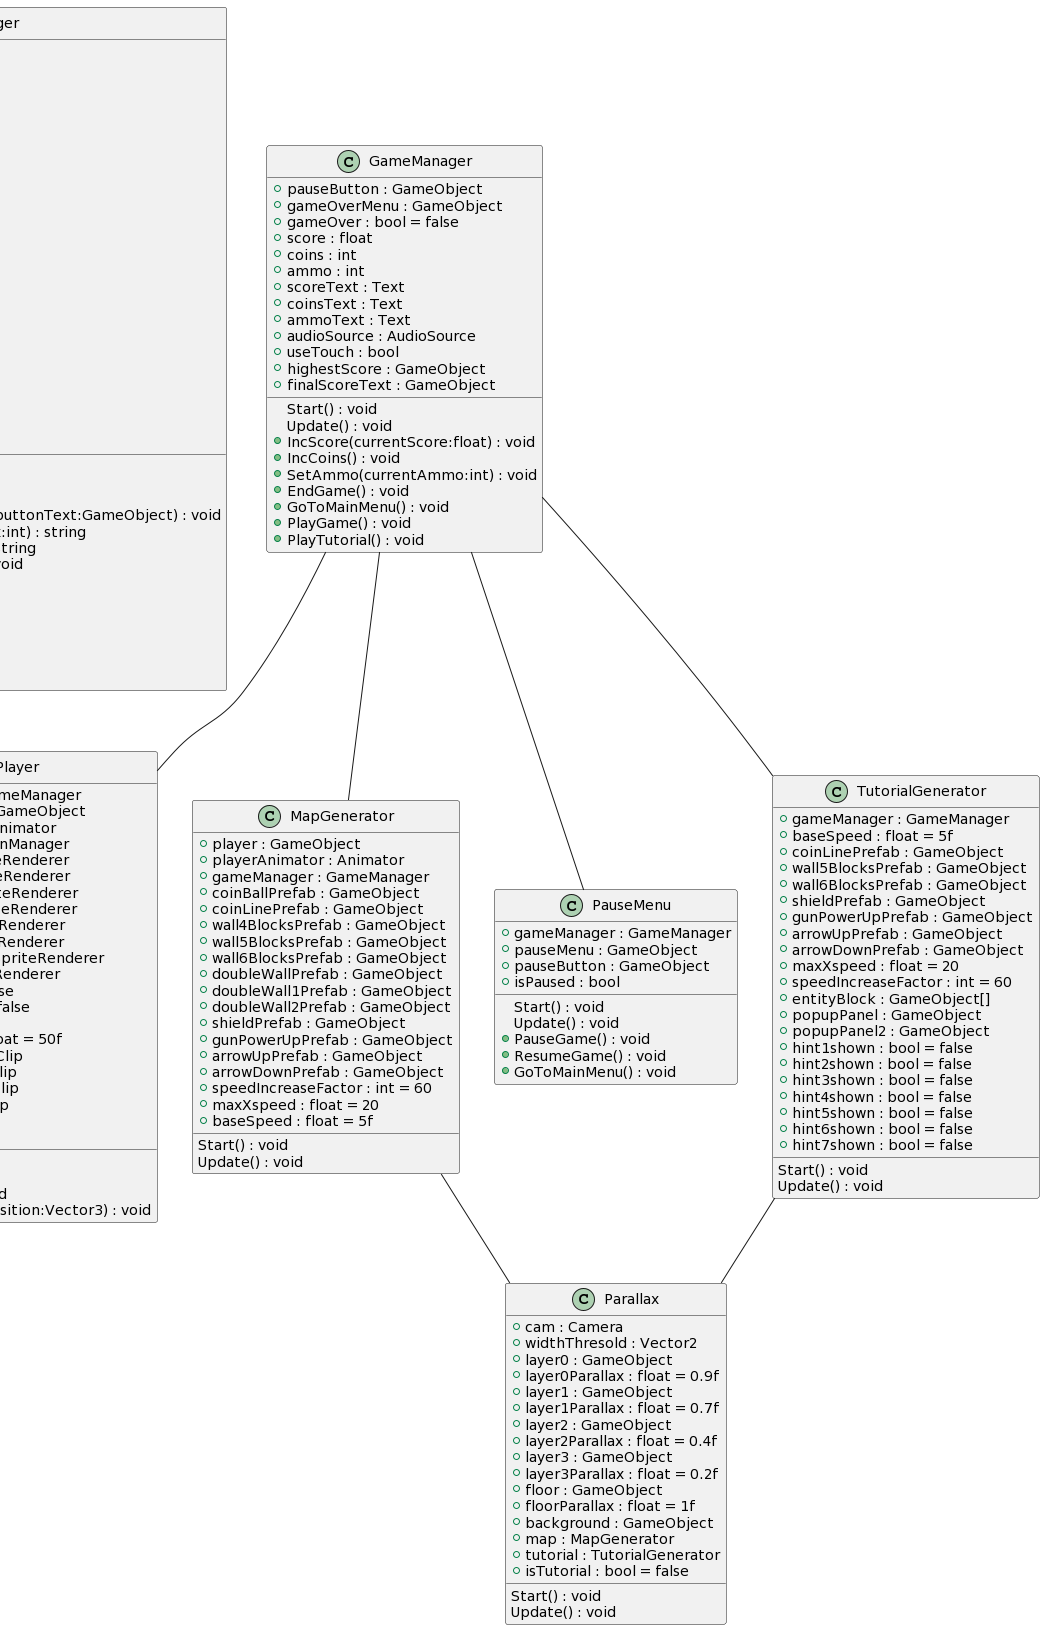 ger
buttonText:GameObject) : void
:int) : string
tring
void
C GameManager
pauseButton : GameObject
gameOverMenu : GameObject
gameOver : bool = false
score : float
coins : int
ammo : int
scoreText : Text
coinsText : Text
ammoText : Text
audioSource : AudioSource
useTouch : bool
highestScore : GameObject
finalScoreText : GameObject
Start() : void
Update() : void
IncScore(currentScore:float) : void
IncCoins() : void
SetAmmo(currentAmmo:int) : void
EndGame() : void
GoToMainMenu() : void
PlayGame() : void
PlayTutorial() : void
Player
meManager
GameObject
nimator
nManager
eRenderer
eRenderer
teRenderer
eRenderer
Renderer
Renderer
spriteRenderer
Renderer
se
false
oat = 50f
Clip
lip
lip
p
d
sition:Vector3) : void
C MapGenerator
player : GameObject
playerAnimator : Animator
gameManager : GameManager
coinBallPrefab : GameObject
coinLinePrefab : GameObject
wall4BlocksPrefab : GameObject
wall5BlocksPrefab : GameObject
wall6BlocksPrefab : GameObject
doubleWallPrefab : GameObject
doubleWall1Prefab : GameObject
doubleWall2Prefab : GameObject
shieldPrefab : GameObject
gunPowerUpPrefab : GameObject
arrowUpPrefab : GameObject
arrowDownPrefab : GameObject
speedIncreaseFactor : int = 60
maxXspeed : float = 20
baseSpeed : float = 5f
Start() : void
Update() : void
C PauseMenu
gameManager : GameManager
pauseMenu : GameObject
pauseButton : GameObject
isPaused : bool
Start() : void
Update() : void
PauseGame() : void
ResumeGame() : void
GoToMainMenu() : void
C TutorialGenerator
gameManager : GameManager
baseSpeed : float = 5f
coinLinePrefab : GameObject
wall5BlocksPrefab : GameObject
wall6BlocksPrefab : GameObject
shieldPrefab : GameObject
gunPowerUpPrefab : GameObject
arrowUpPrefab : GameObject
arrowDownPrefab : GameObject
maxXspeed : float = 20
speedIncreaseFactor : int = 60
entityBlock : GameObject[]
popupPanel : GameObject
popupPanel2 : GameObject
hint1shown : bool = false
hint2shown : bool = false
hint3shown : bool = false
hint4shown : bool = false
hint5shown : bool = false
hint6shown : bool = false
hint7shown : bool = false
Start() : void
Update() : void
C Parallax
cam : Camera
widthThresold : Vector2
layer0 : GameObject
layer0Parallax : float = 0.9f
layer1 : GameObject
layer1Parallax : float = 0.7f
layer2 : GameObject
layer2Parallax : float = 0.4f
layer3 : GameObject
layer3Parallax : float = 0.2f
floor : GameObject
floorParallax : float = 1f
background : GameObject
map : MapGenerator
tutorial : TutorialGenerator
isTutorial : bool = false
Start() : void
Update() : void